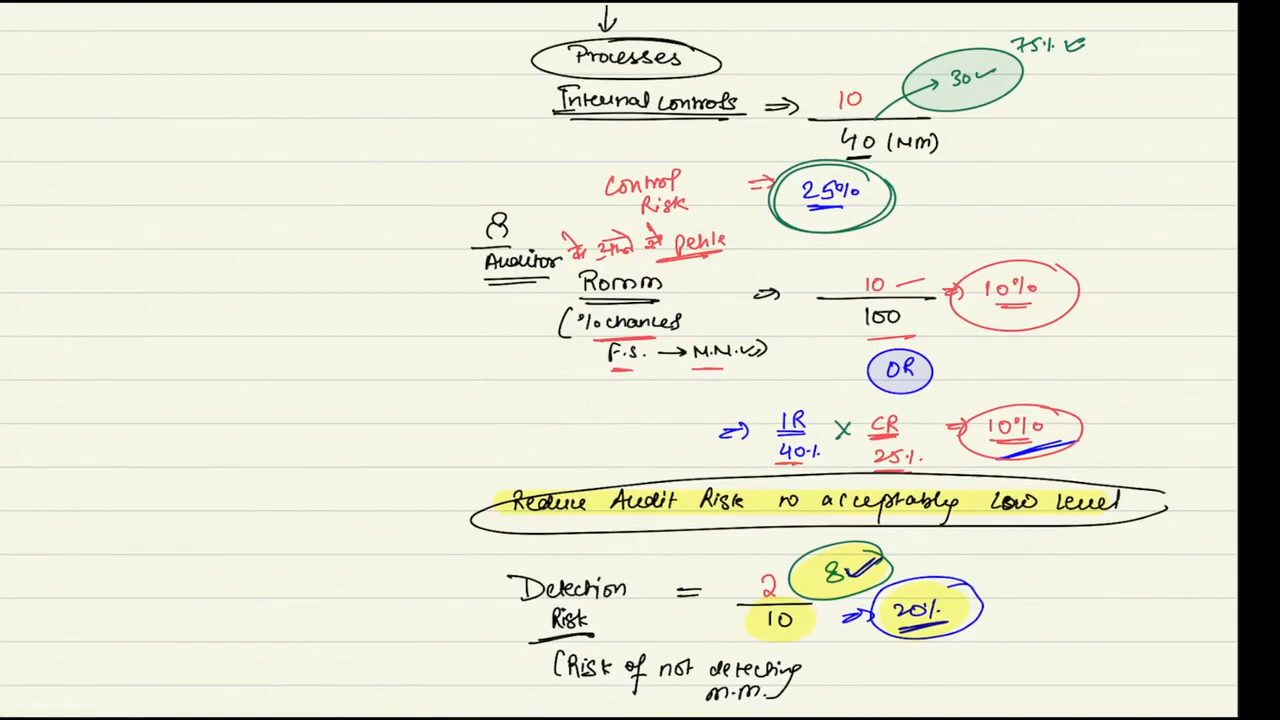 Processes
75%
Internal controls ⇒ 10
30 ✓
40 (NM)
Control Risk ⇒ 25%
Auditor
के आने से pehle
Romm ⇒ 10 / 100 ⇒ 10%
(% chances
F.S. → M.M.
OR
⇒ IR × CR ⇒ 10%
40% 25%
Reduce Audit Risk to acceptably low level
Detection Risk = 2 / 10 ⇒ 20%
8 ✓
(Risk of not detecting
m.m.)